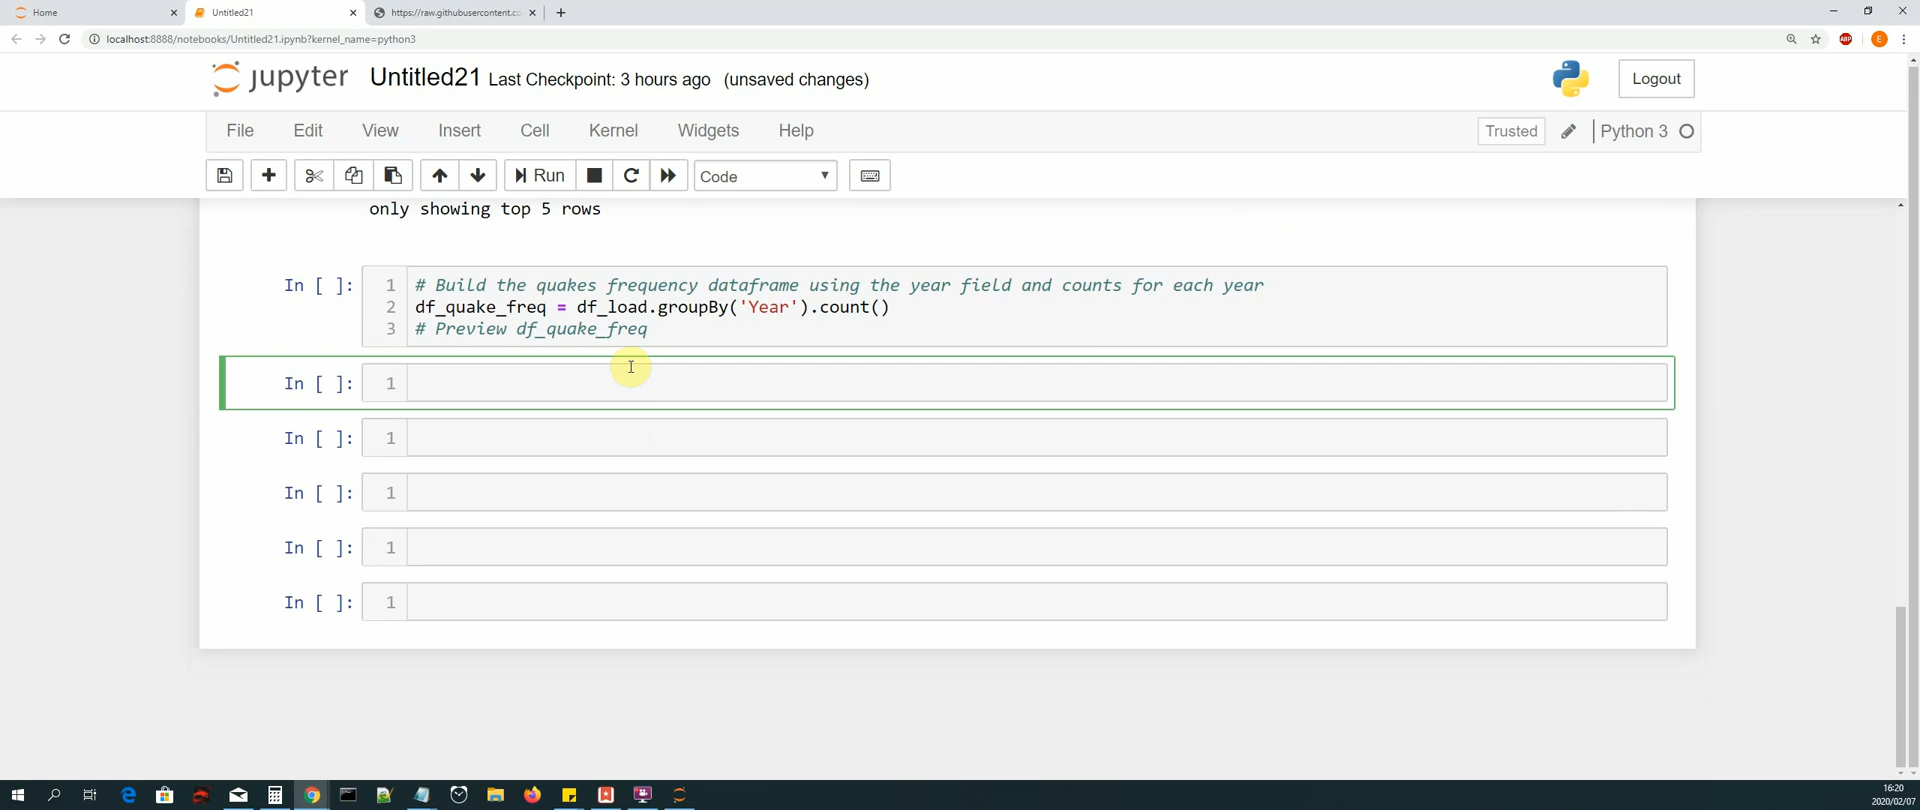 Home
Untitled21
https://raw.githubusercontent.co
localhost:8888/notebooks/Untitled21.ipynb?kernel_name=python3
ABP
E
jupyter Untitled21 Last Checkpoint: 3 hours ago (unsaved changes)
Logout
File Edit View Insert Cell Kernel Widgets Help
Trusted
Python 3
Run
Code
only showing top 5 rows
In [ ]:
1 # Build the quakes frequency dataframe using the year field and counts for each year
2 df_quake_freq = df_load.groupBy('Year').count()
3 # Preview df_quake_freq
In [ ]: 1
In [ ]: 1
In [ ]: 1
In [ ]: 1
In [ ]: 1
16:20
2020/02/07